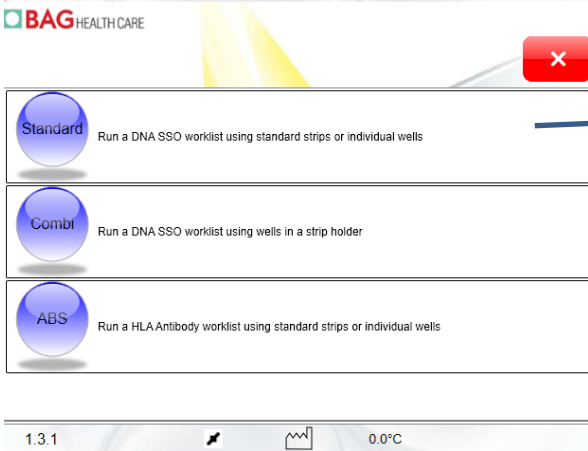 BAG HEALTH CARE
Standard
Run a DNA SSO worklist using standard strips or individual wells
Combi
Run a DNA SSO worklist using wells in a strip holder
ABS
Run a HLA Antibody worklist using standard strips or individual wells
1.3.1
0.0°C